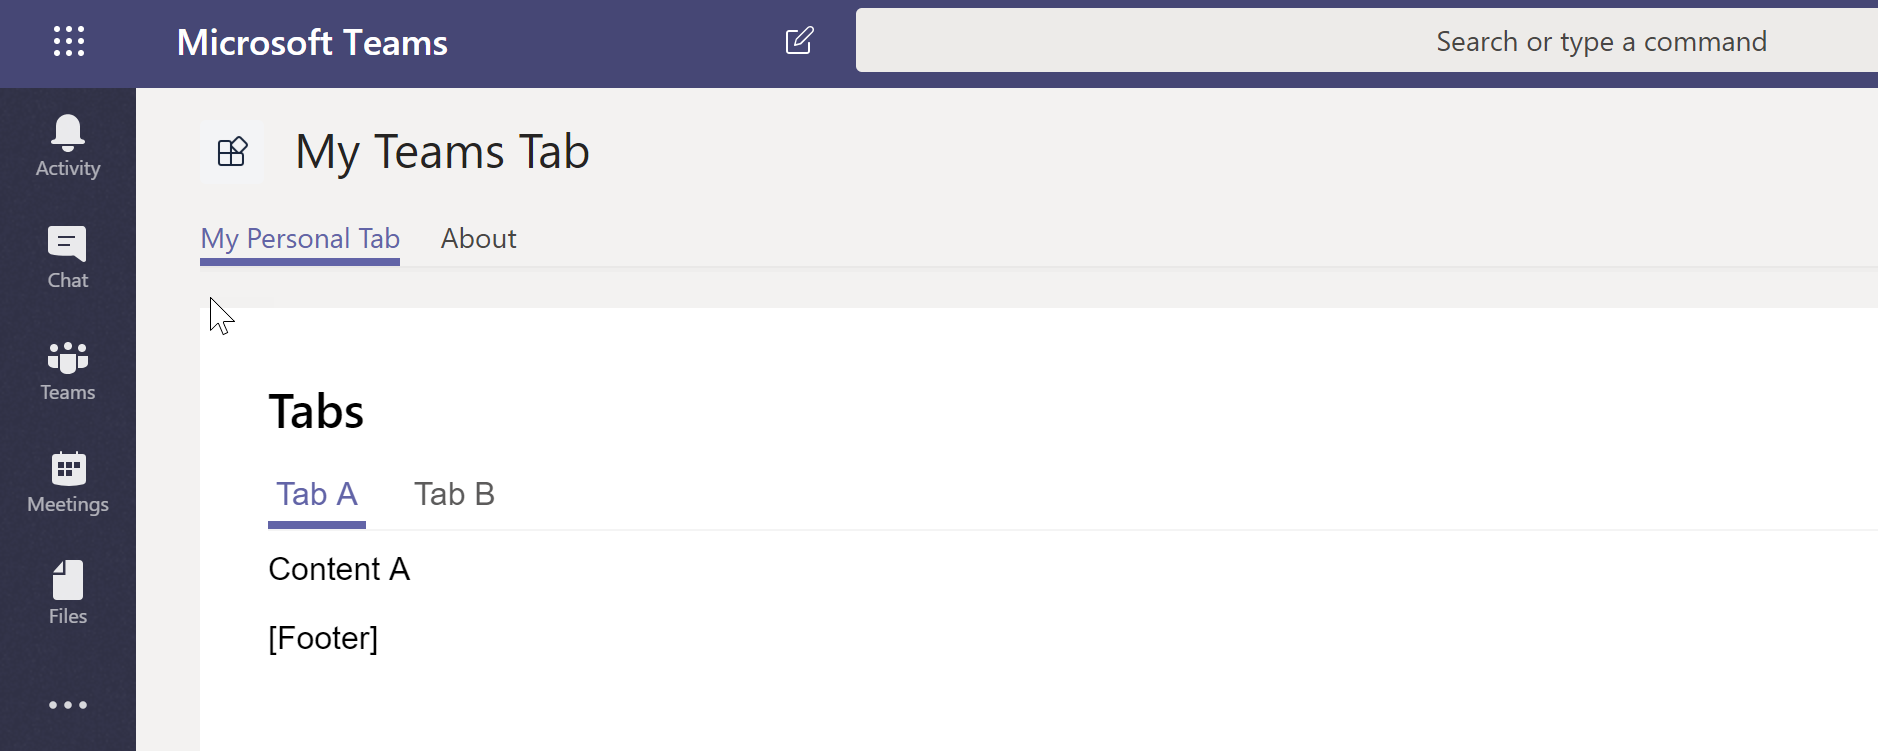 Microsoft Teams
Search or type a command
Activity
Chat
Teams
Meetings
Files
My Teams Tab
My Personal Tab About
Tabs
Tab A Tab B
Content A
[Footer]